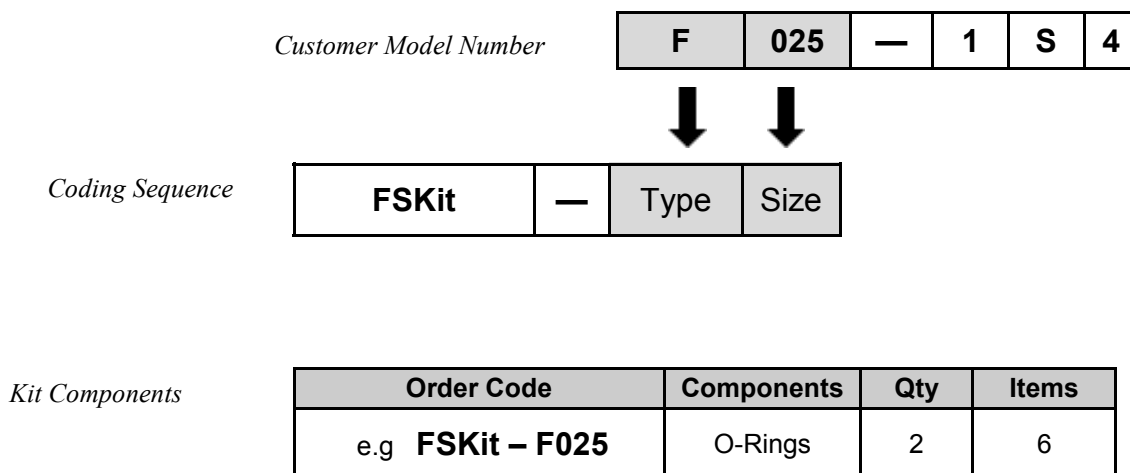 Customer Model Number F 025 — 1 S 4
Coding Sequence FSKit — Type Size
Kit Components Order Code Components Qty Items
e.g FSKit – F025 O-Rings 2 6